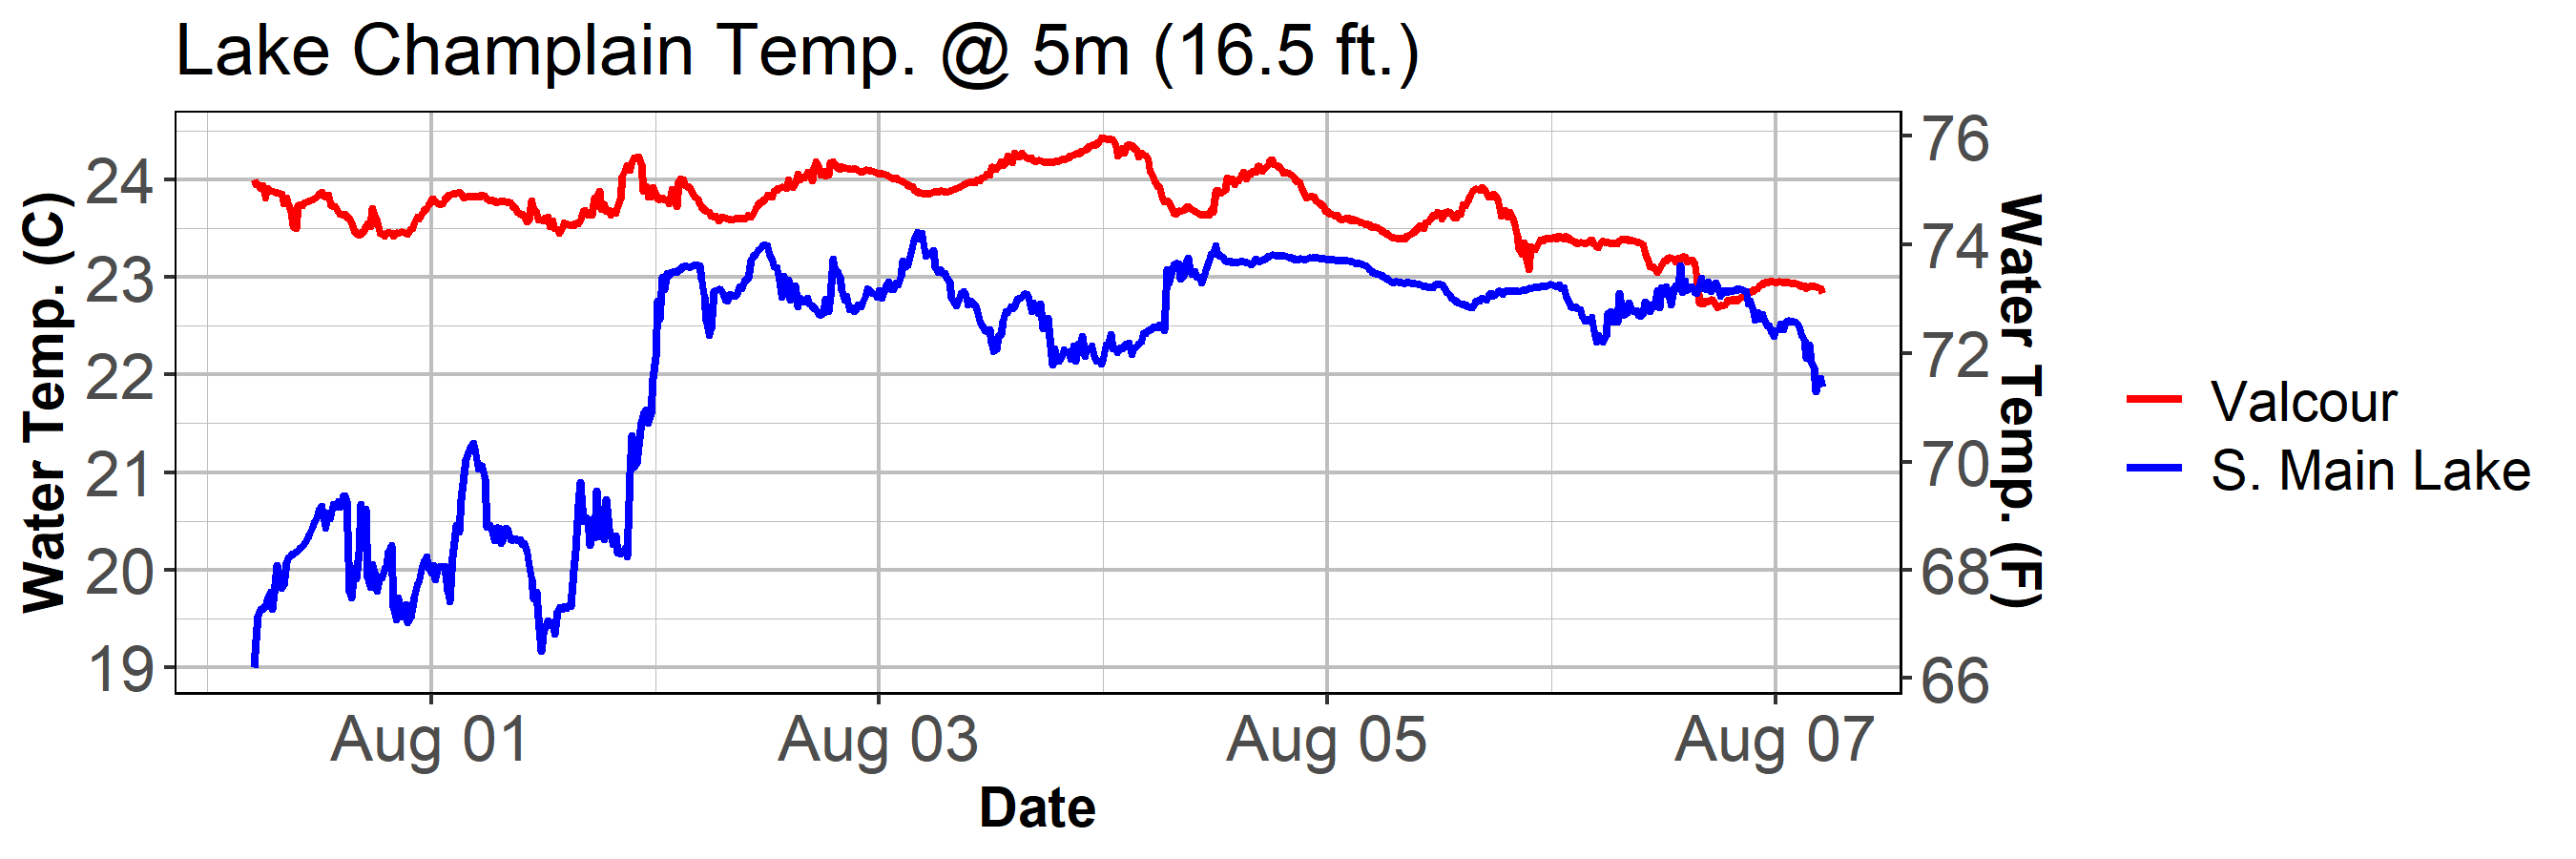 Lake Champlain Temp. @ 5m (16.5 ft.)
Water Temp. (C)
24
23
22
21
20
19
76
74
72
70
68
66
Water Temp. (F)
Aug 01
Aug 03
Aug 05
Aug 07
Date
Valcour
S. Main Lake